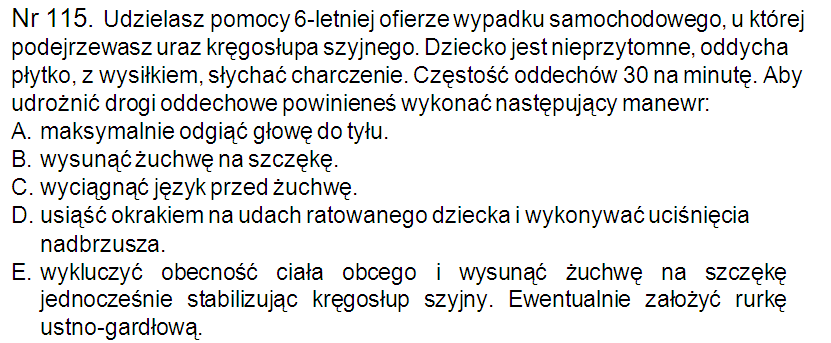 Nr 115. Udzielasz pomocy 6-letniej ofierze wypadku samochodowego, u której
podejrzewasz uraz kręgosłupa szyjnego. Dziecko jest nieprzytomne, oddycha
płytko, z wysiłkiem, słychać charczenie. Częstość oddechów 30 na minutę. Aby
udrożnić drogi oddechowe powinieneś wykonać następujący manewr:
A. maksymalnie odgiąć głowę do tyłu.
B. wysunąć żuchwę na szczękę.
C. wyciągnąć język przed żuchwę.
D. usiąść okrakiem na udach ratowanego dziecka i wykonywać uciśnięcia
nadbrzusza.
E. wykluczyć obecność ciała obcego i wysunąć żuchwę na szczękę
jednocześnie stabilizując kręgosłup szyjny. Ewentualnie założyć rurkę
ustno-gardłową.